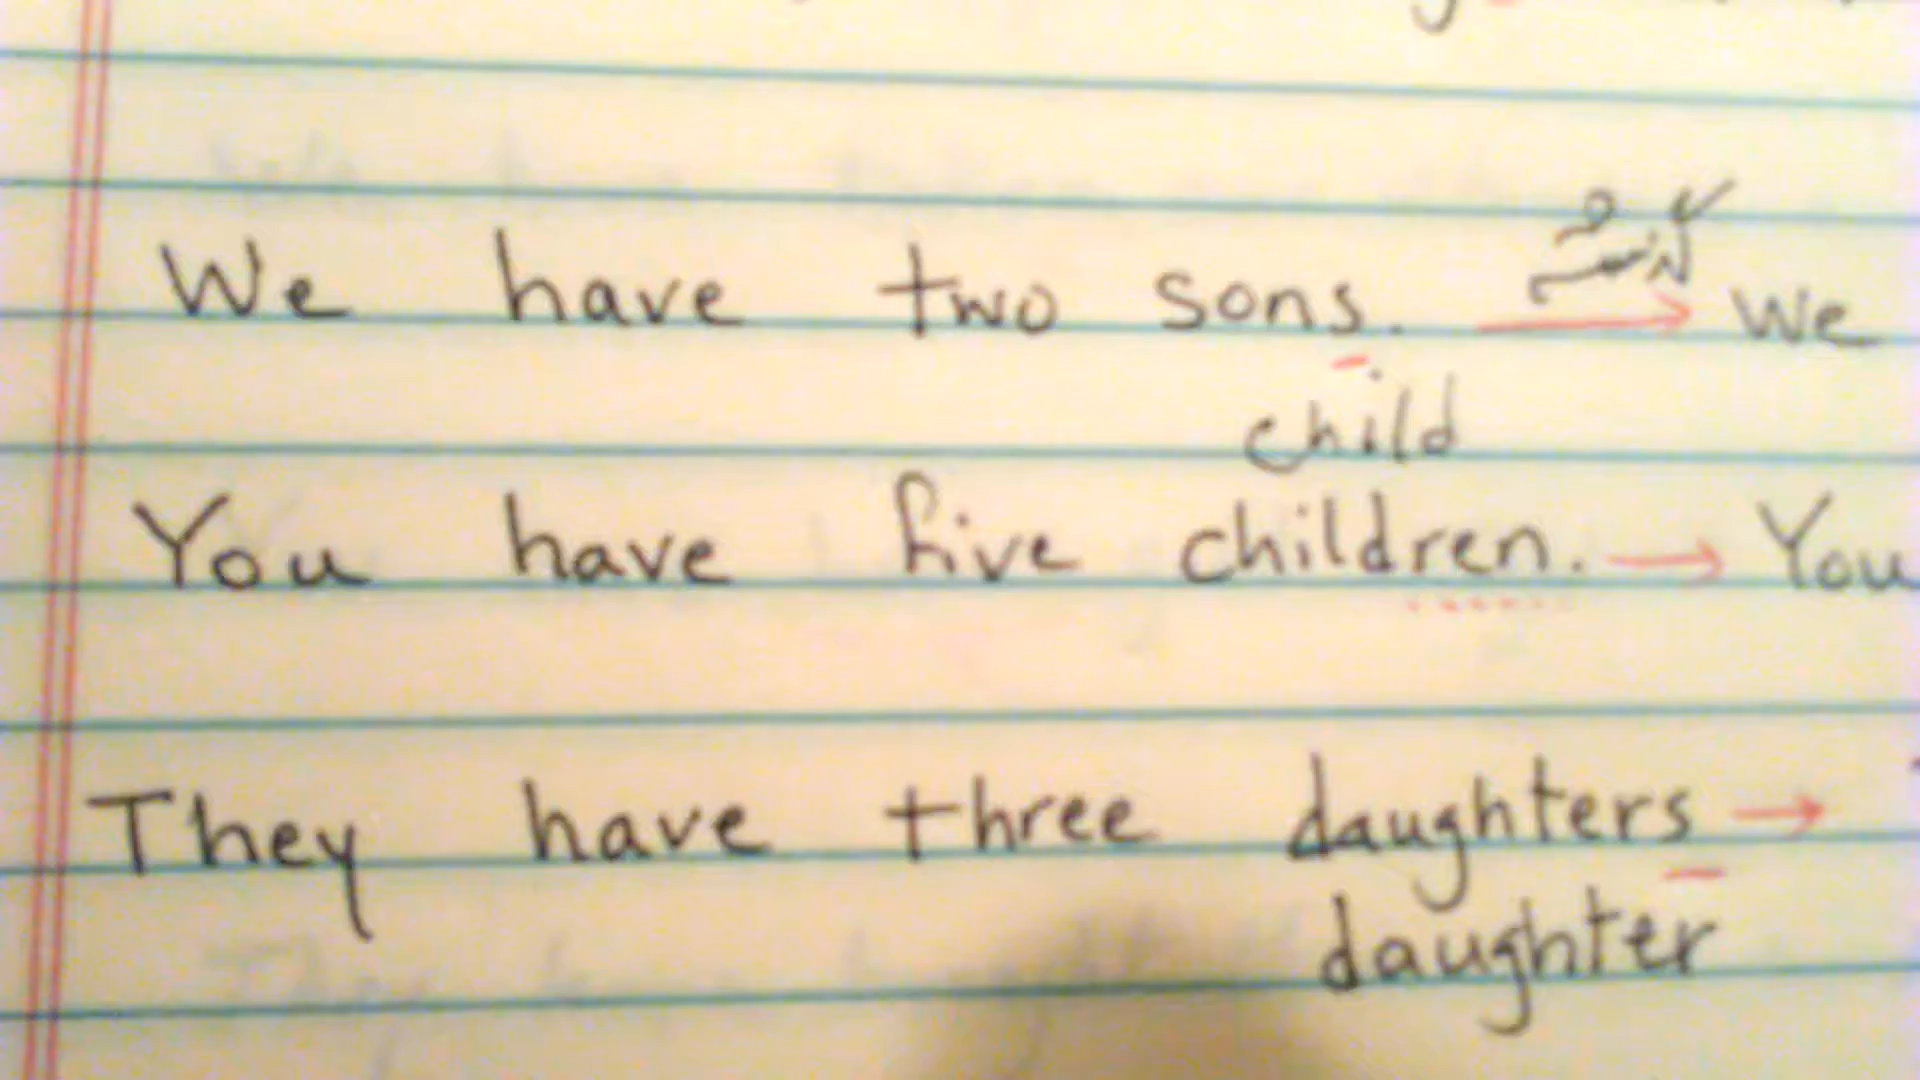 We have two sons. → We
child
You have five children. → You
They have three daughters →
daughter